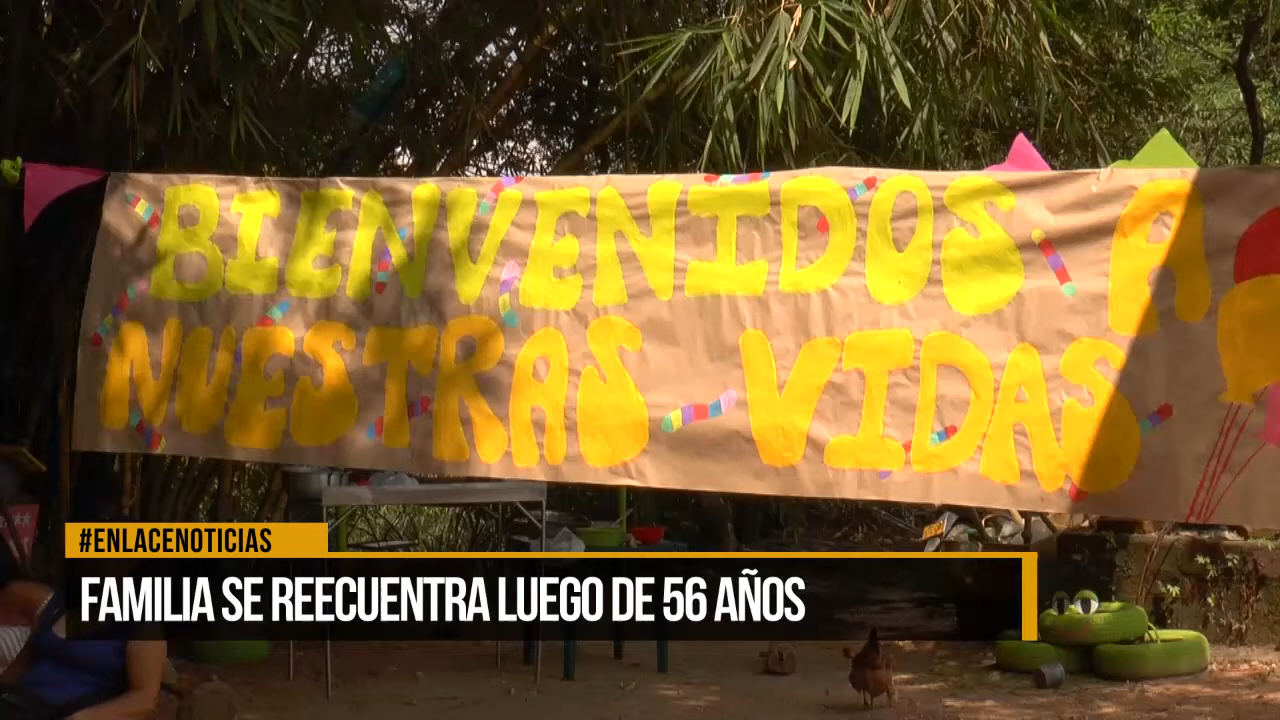 BIENVENIDOS A
NUESTRAS VIDAS
#ENLACENOTICIAS
FAMILIA SE REECUENTRA LUEGO DE 56 AÑOS